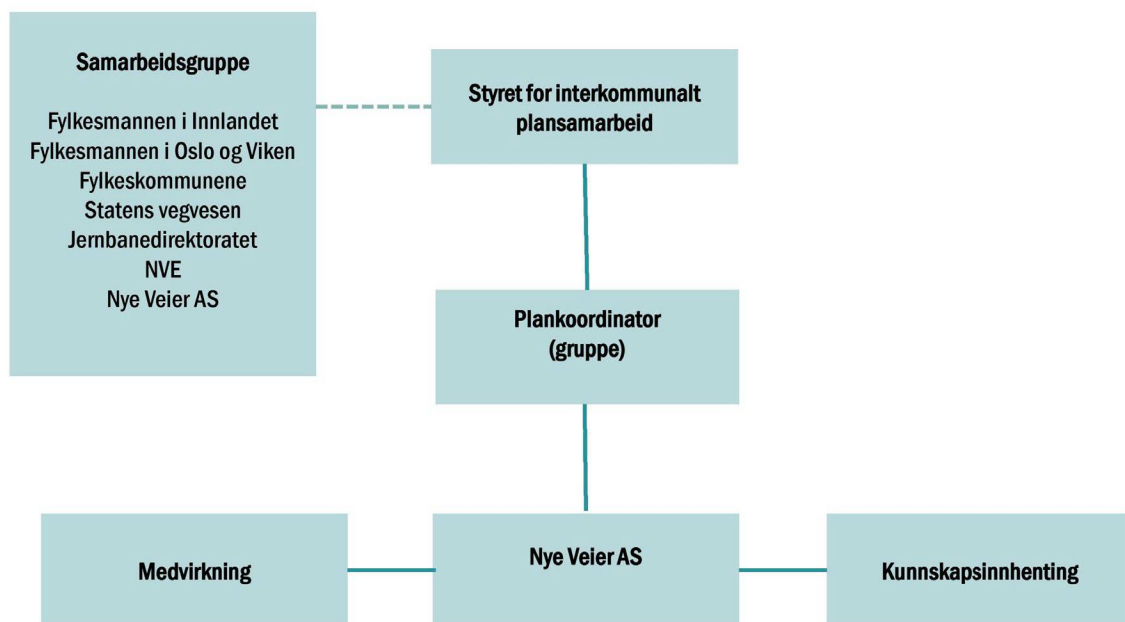 Samarbeidsgruppe
Fylkesmannen i Innlandet
Fylkesmannen i Oslo og Viken
Fylkeskommunene
Statens vegvesen
Jernbanedirektoratet
NVE
Nye Veier AS
Styret for interkommunalt
plansamarbeid
Plankoordinator
(gruppe)
Medvirkning
Nye Veier AS
Kunnskapsinnhenting